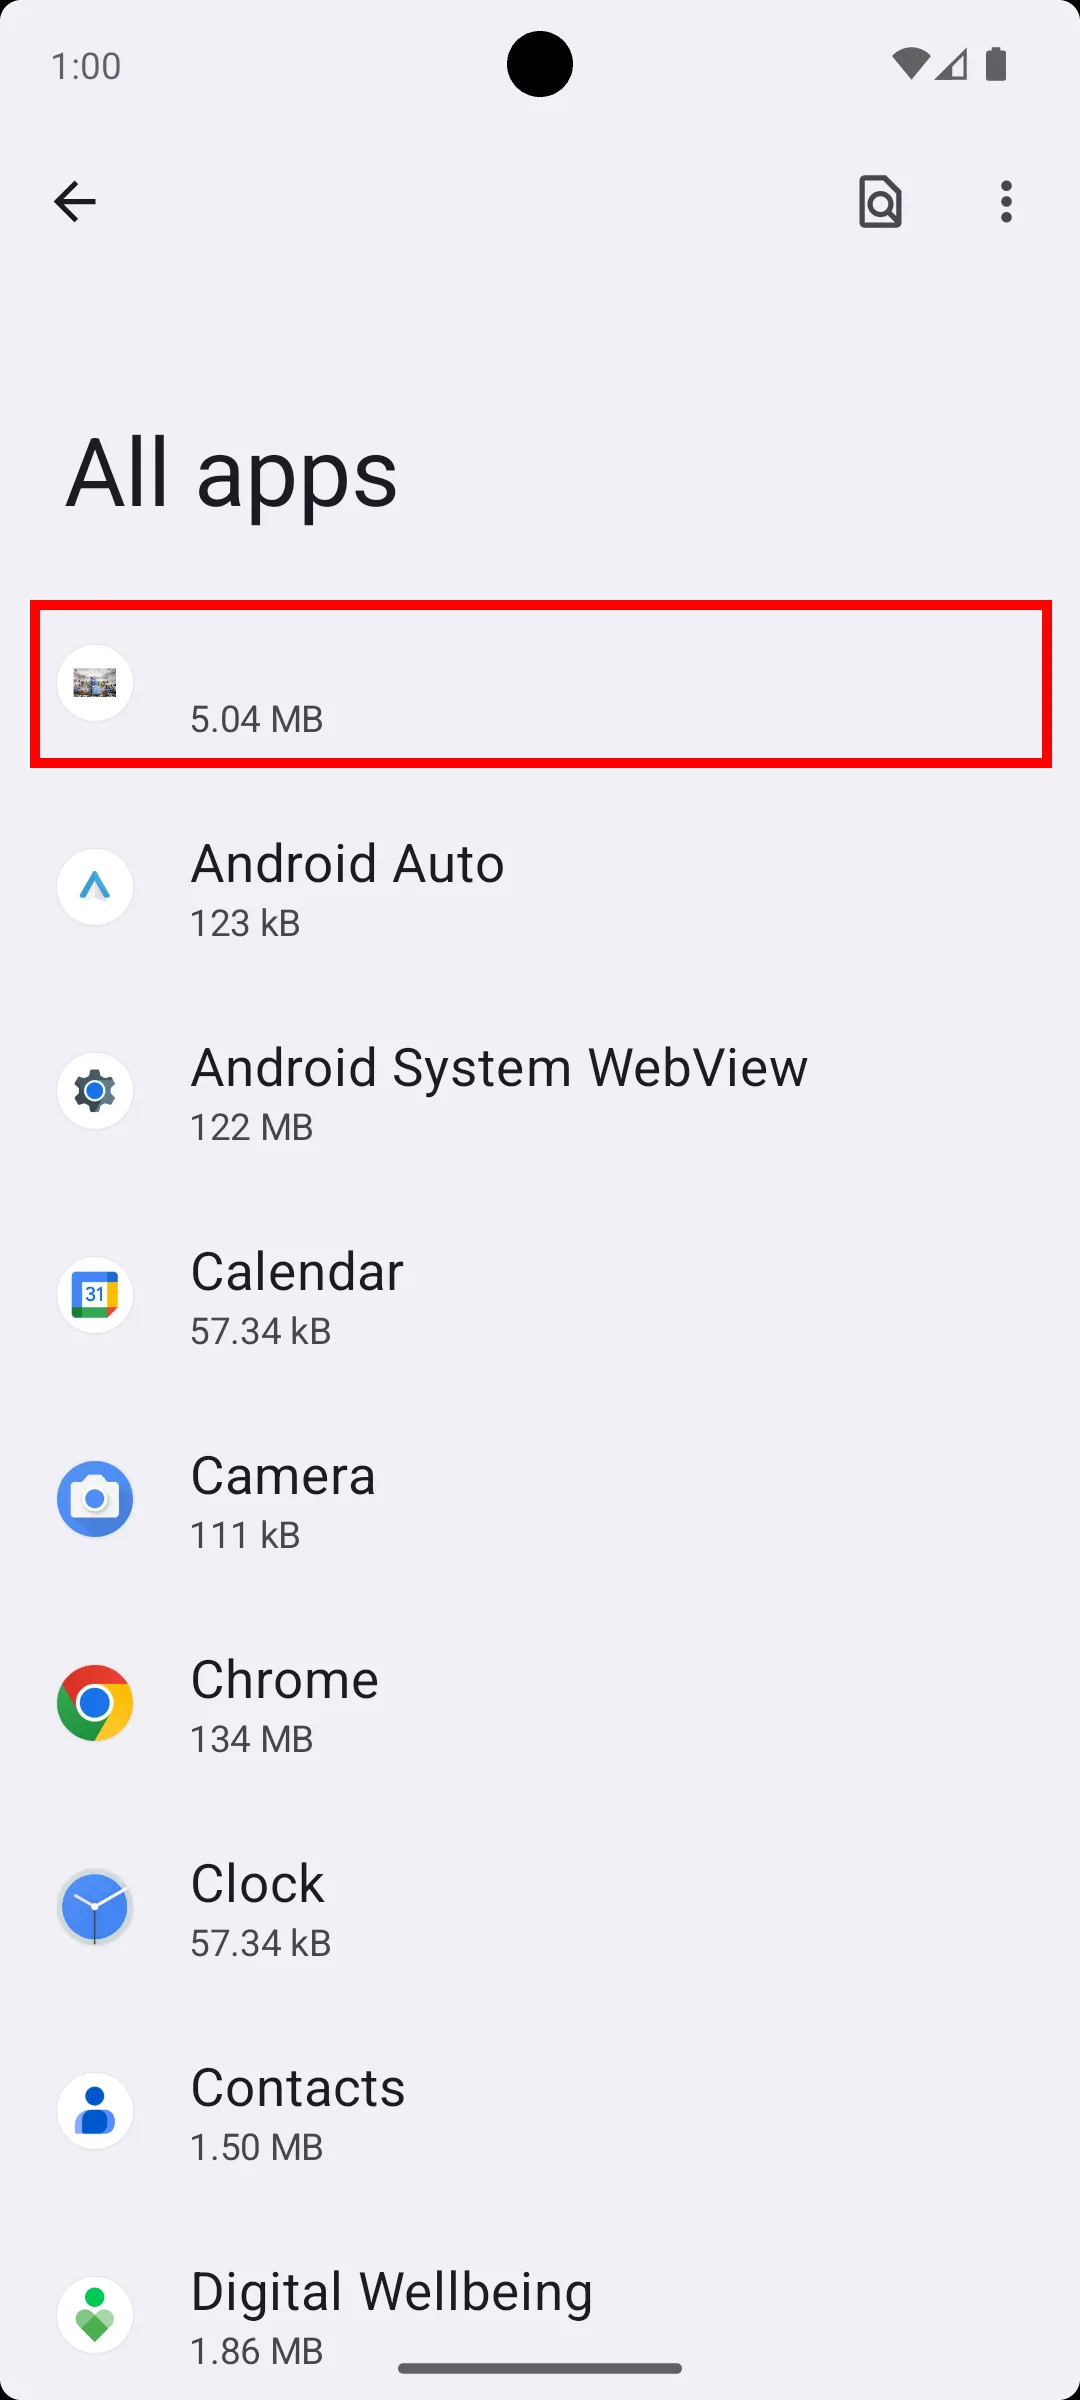 1:00
All apps
5.04 MB
Android Auto
123 kB
Android System WebView
122 MB
31
Calendar
57.34 kB
Camera
111 kB
Chrome
134 MB
Clock
57.34 kB
Contacts
1.50 MB
Digital Wellbeing
1.86 MB